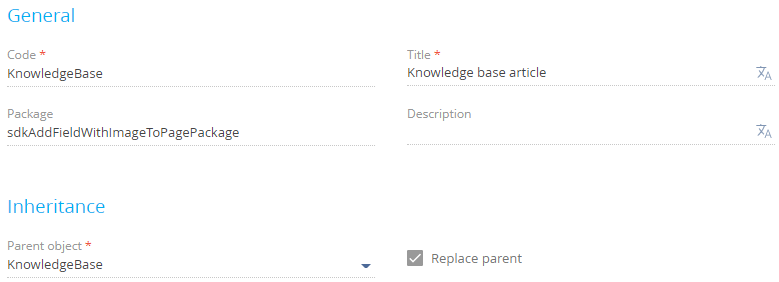 General
Code *
KnowledgeBase
Title *
Knowledge base article
Package
sdkAddFieldWithImageToPagePackage
Description
Inheritance
Parent object *
KnowledgeBase
Replace parent